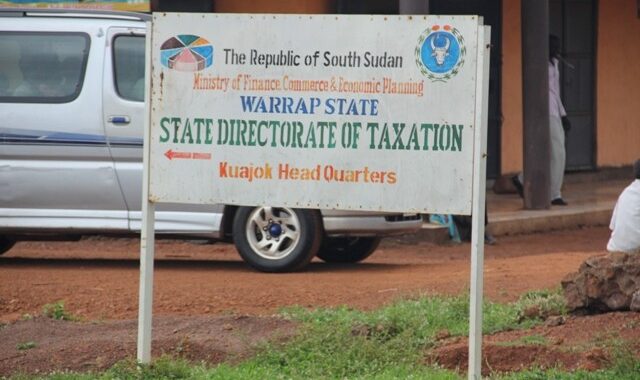 The Republic of South Sudan
Ministry of Finance, Commerce & Economic Planning
WARRAP STATE
STATE DIRECTORATE OF TAXATION
Kuajok Head Quarters